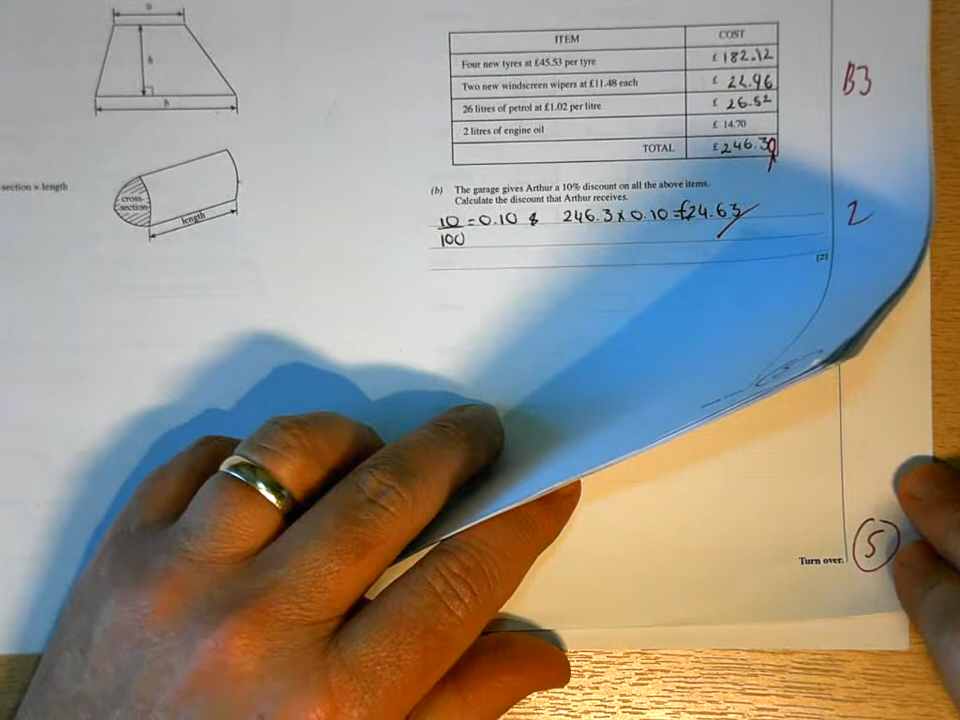 a
h
b
section × length
cross-
section
length
ITEM COST
Four new tyres at £45.53 per tyre £ 182.12
Two new windscreen wipers at £11.48 each £ 22.96
26 litres of petrol at £1.02 per litre £ 26.52
2 litres of engine oil £ 14.70
TOTAL £ 246.30
B3
(b) The garage gives Arthur a 10% discount on all the above items.
Calculate the discount that Arthur receives.
10 = 0.10 & 246.3 × 0.10 = £24.63
100
2
[2]
Turn over.
5